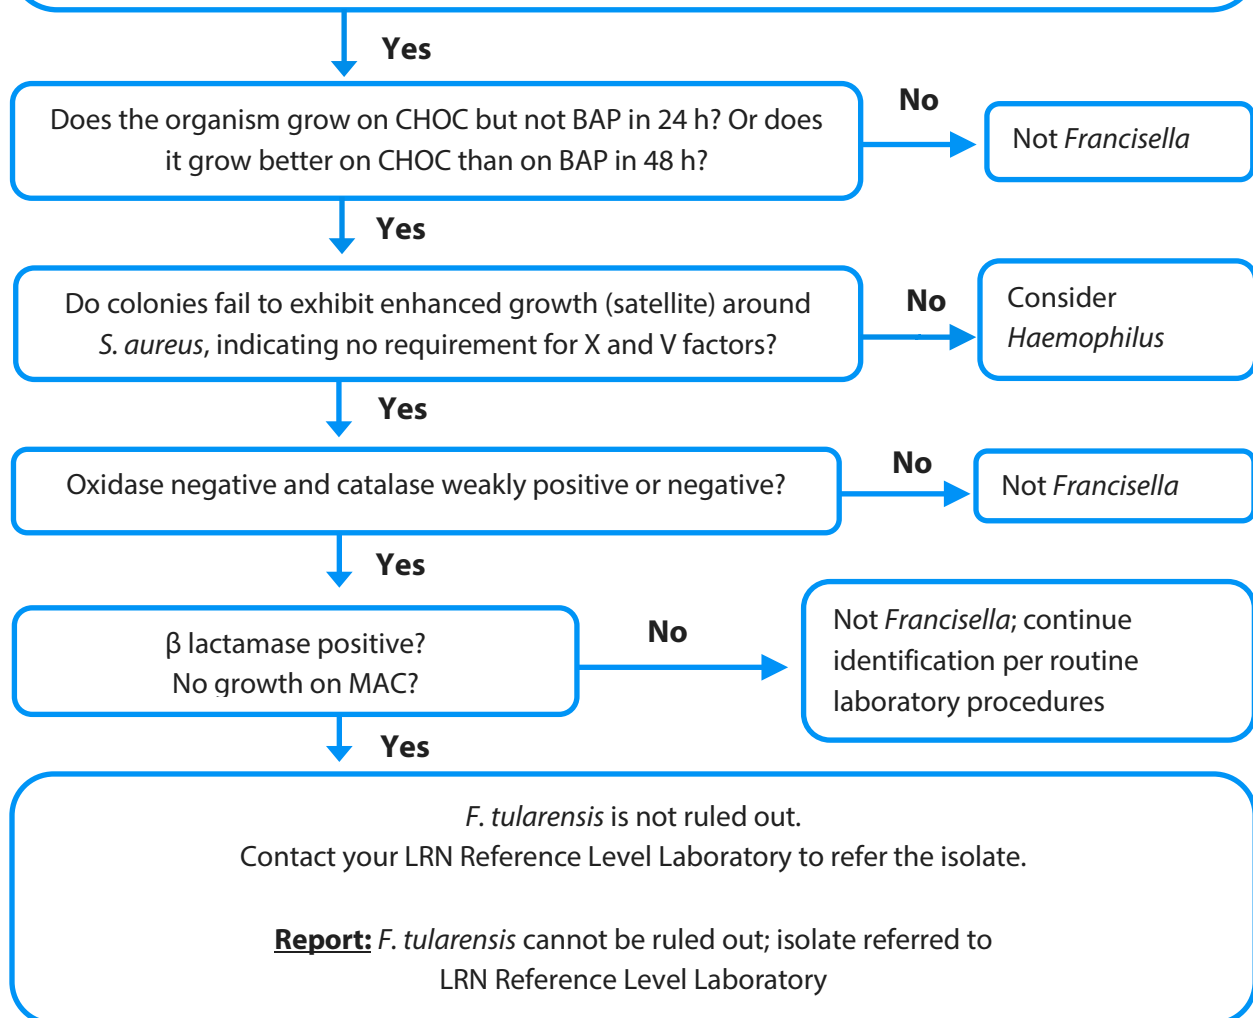 Yes
Does the organism grow on CHOC but not BAP in 24 h? Or does
it grow better on CHOC than on BAP in 48 h?
No
Not Francisella
Yes
Do colonies fail to exhibit enhanced growth (satellite) around
S. aureus, indicating no requirement for X and V factors?
No
Consider
Haemophilus
Yes
Oxidase negative and catalase weakly positive or negative?
No
Not Francisella
Yes
β lactamase positive?
No growth on MAC?
No
Not Francisella; continue
identification per routine
laboratory procedures
Yes
F. tularensis is not ruled out.
Contact your LRN Reference Level Laboratory to refer the isolate.
Report: F. tularensis cannot be ruled out; isolate referred to
LRN Reference Level Laboratory